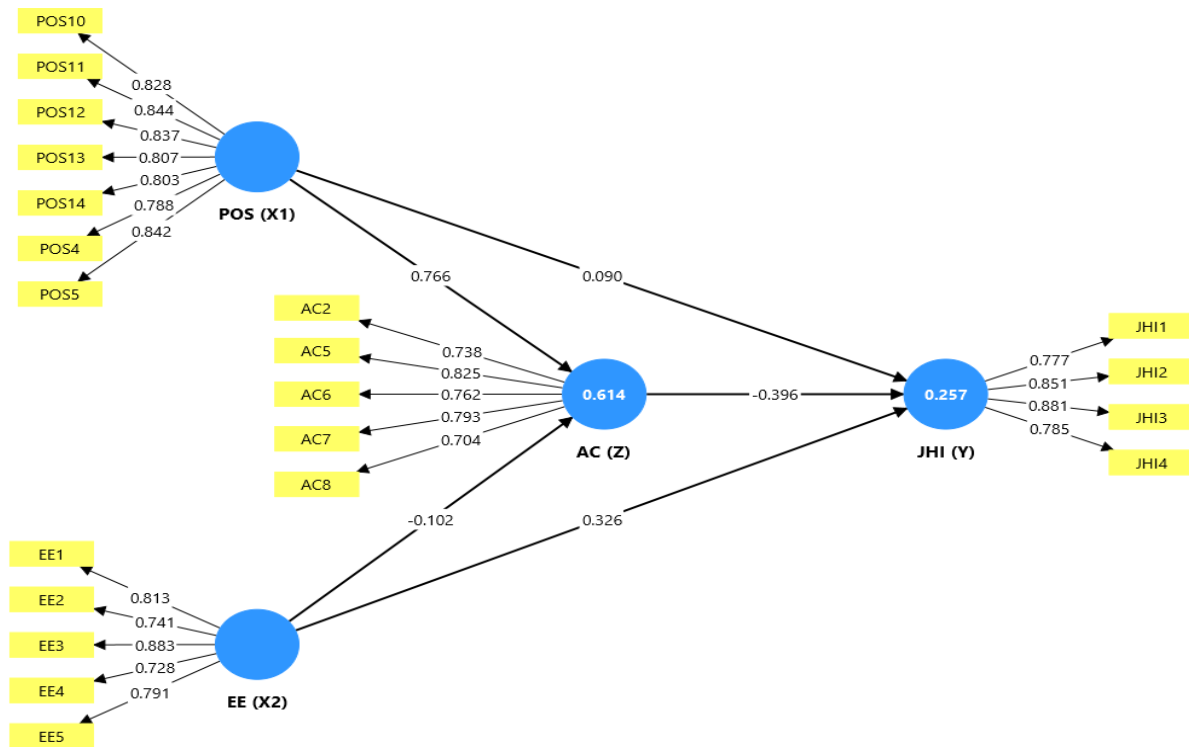 POS10
POS11
POS12
POS13
POS14
POS4
POS5
0.828
0.844
0.837
0.807
0.803
0.788
0.842
POS (X1)
0.766
0.090
AC2
AC5
AC6
AC7
AC8
0.738
0.825
0.762
0.793
0.704
0.614
AC (Z)
-0.396
0.257
JHI (Y)
0.777
0.851
0.881
0.785
JHI1
JHI2
JHI3
JHI4
-0.102
0.326
EE1
EE2
EE3
EE4
EE5
0.813
0.741
0.883
0.728
0.791
EE (X2)